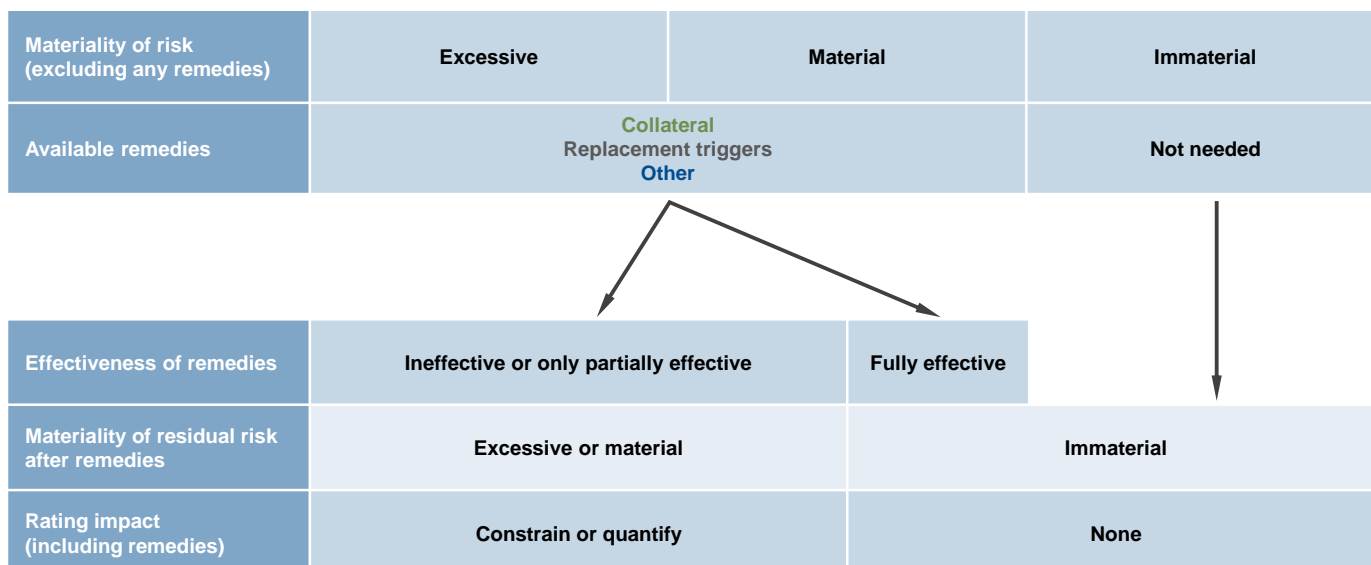 Materiality of risk
(excluding any remedies)
Excessive
Material
Immaterial
Available remedies
Collateral
Replacement triggers
Other
Not needed
Effectiveness of remedies
Ineffective or only partially effective
Fully effective
Materiality of residual risk
after remedies
Excessive or material
Immaterial
Rating impact
(including remedies)
Constrain or quantify
None